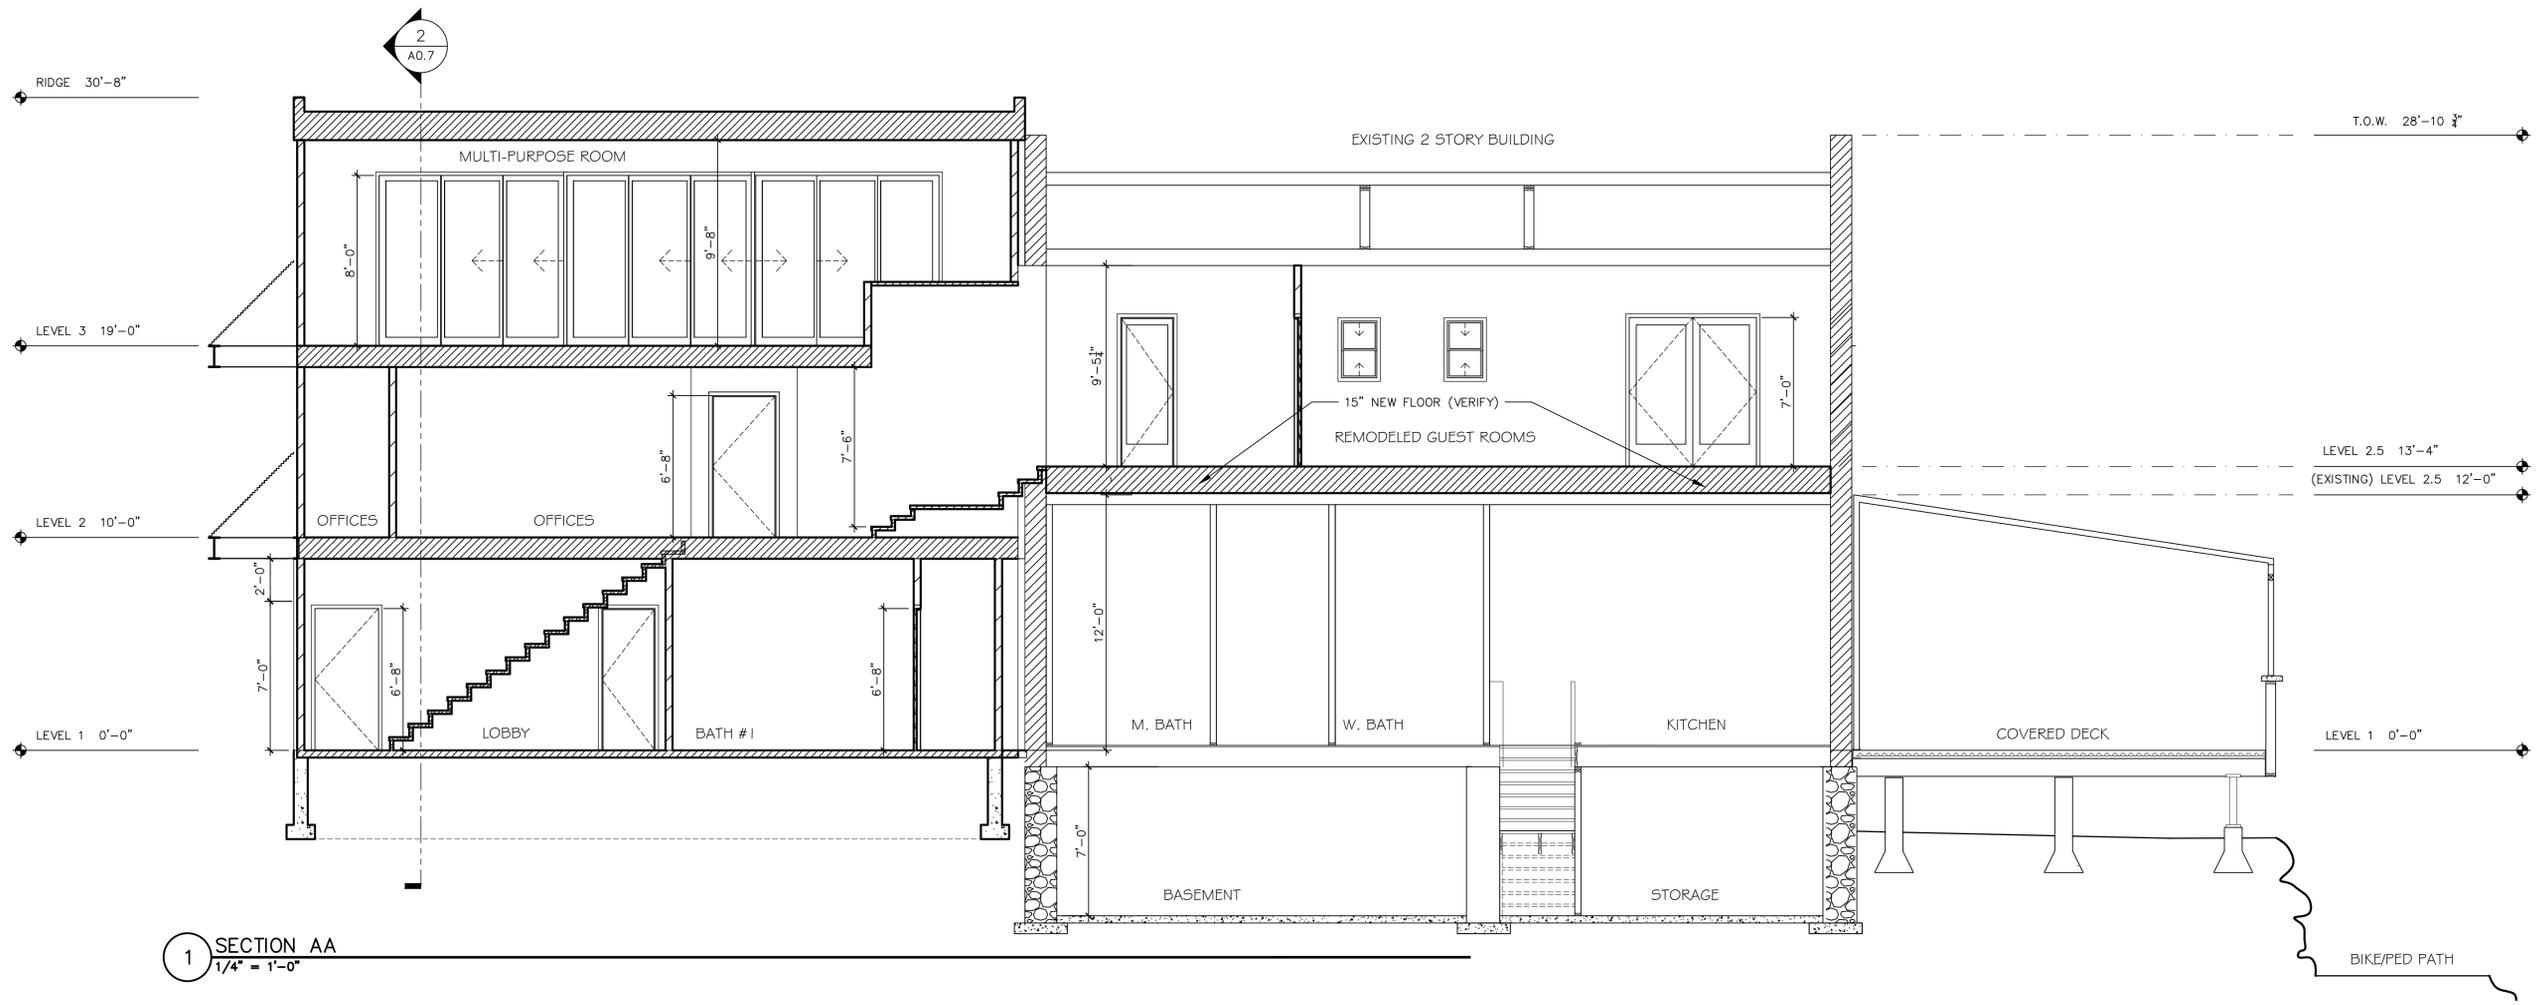 2
A0.7
RIDGE 30'-8"
T.O.W. 28'-10 3/4"
EXISTING 2 STORY BUILDING
MULTI-PURPOSE ROOM
8'-0"
9'-8"
LEVEL 3 19'-0"
9'-5 1/4"
7'-0"
15" NEW FLOOR (VERIFY)
REMODELED GUEST ROOMS
7'-6"
6'-8"
LEVEL 2.5 13'-4"
(EXISTING) LEVEL 2.5 12'-0"
LEVEL 2 10'-0"
OFFICES
OFFICES
2'-0"
7'-0"
6'-8"
6'-8"
12'-0"
LOBBY
BATH #1
M. BATH
W. BATH
KITCHEN
COVERED DECK
LEVEL 1 0'-0"
LEVEL 1 0'-0"
7'-0"
BASEMENT
STORAGE
1
SECTION AA
1/4" = 1'-0"
BIKE/PED PATH